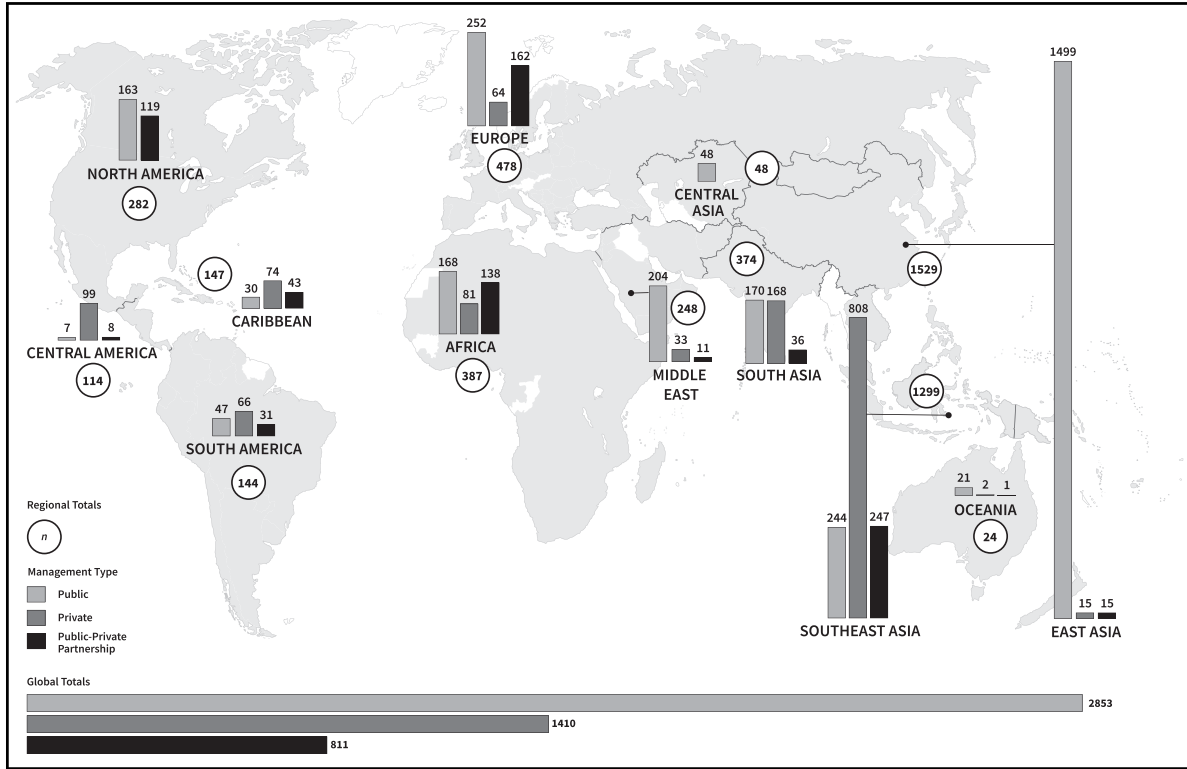 252
162
64
EUROPE
478
1499
163
119
NORTH AMERICA
282
48
CENTRAL
ASIA
48
147
30
74
43
CARIBBEAN
7
99
8
CENTRAL AMERICA
114
168
81
138
AFRICA
387
204
33
11
248
MIDDLE
EAST
374
170
168
36
SOUTH ASIA
1529
808
1299
244
247
SOUTHEAST ASIA
47
66
31
SOUTH AMERICA
144
21
2
1
OCEANIA
24
15
15
EAST ASIA
Regional Totals
n
Management Type
Public
Private
Public-Private
Partnership
Global Totals
2853
1410
811